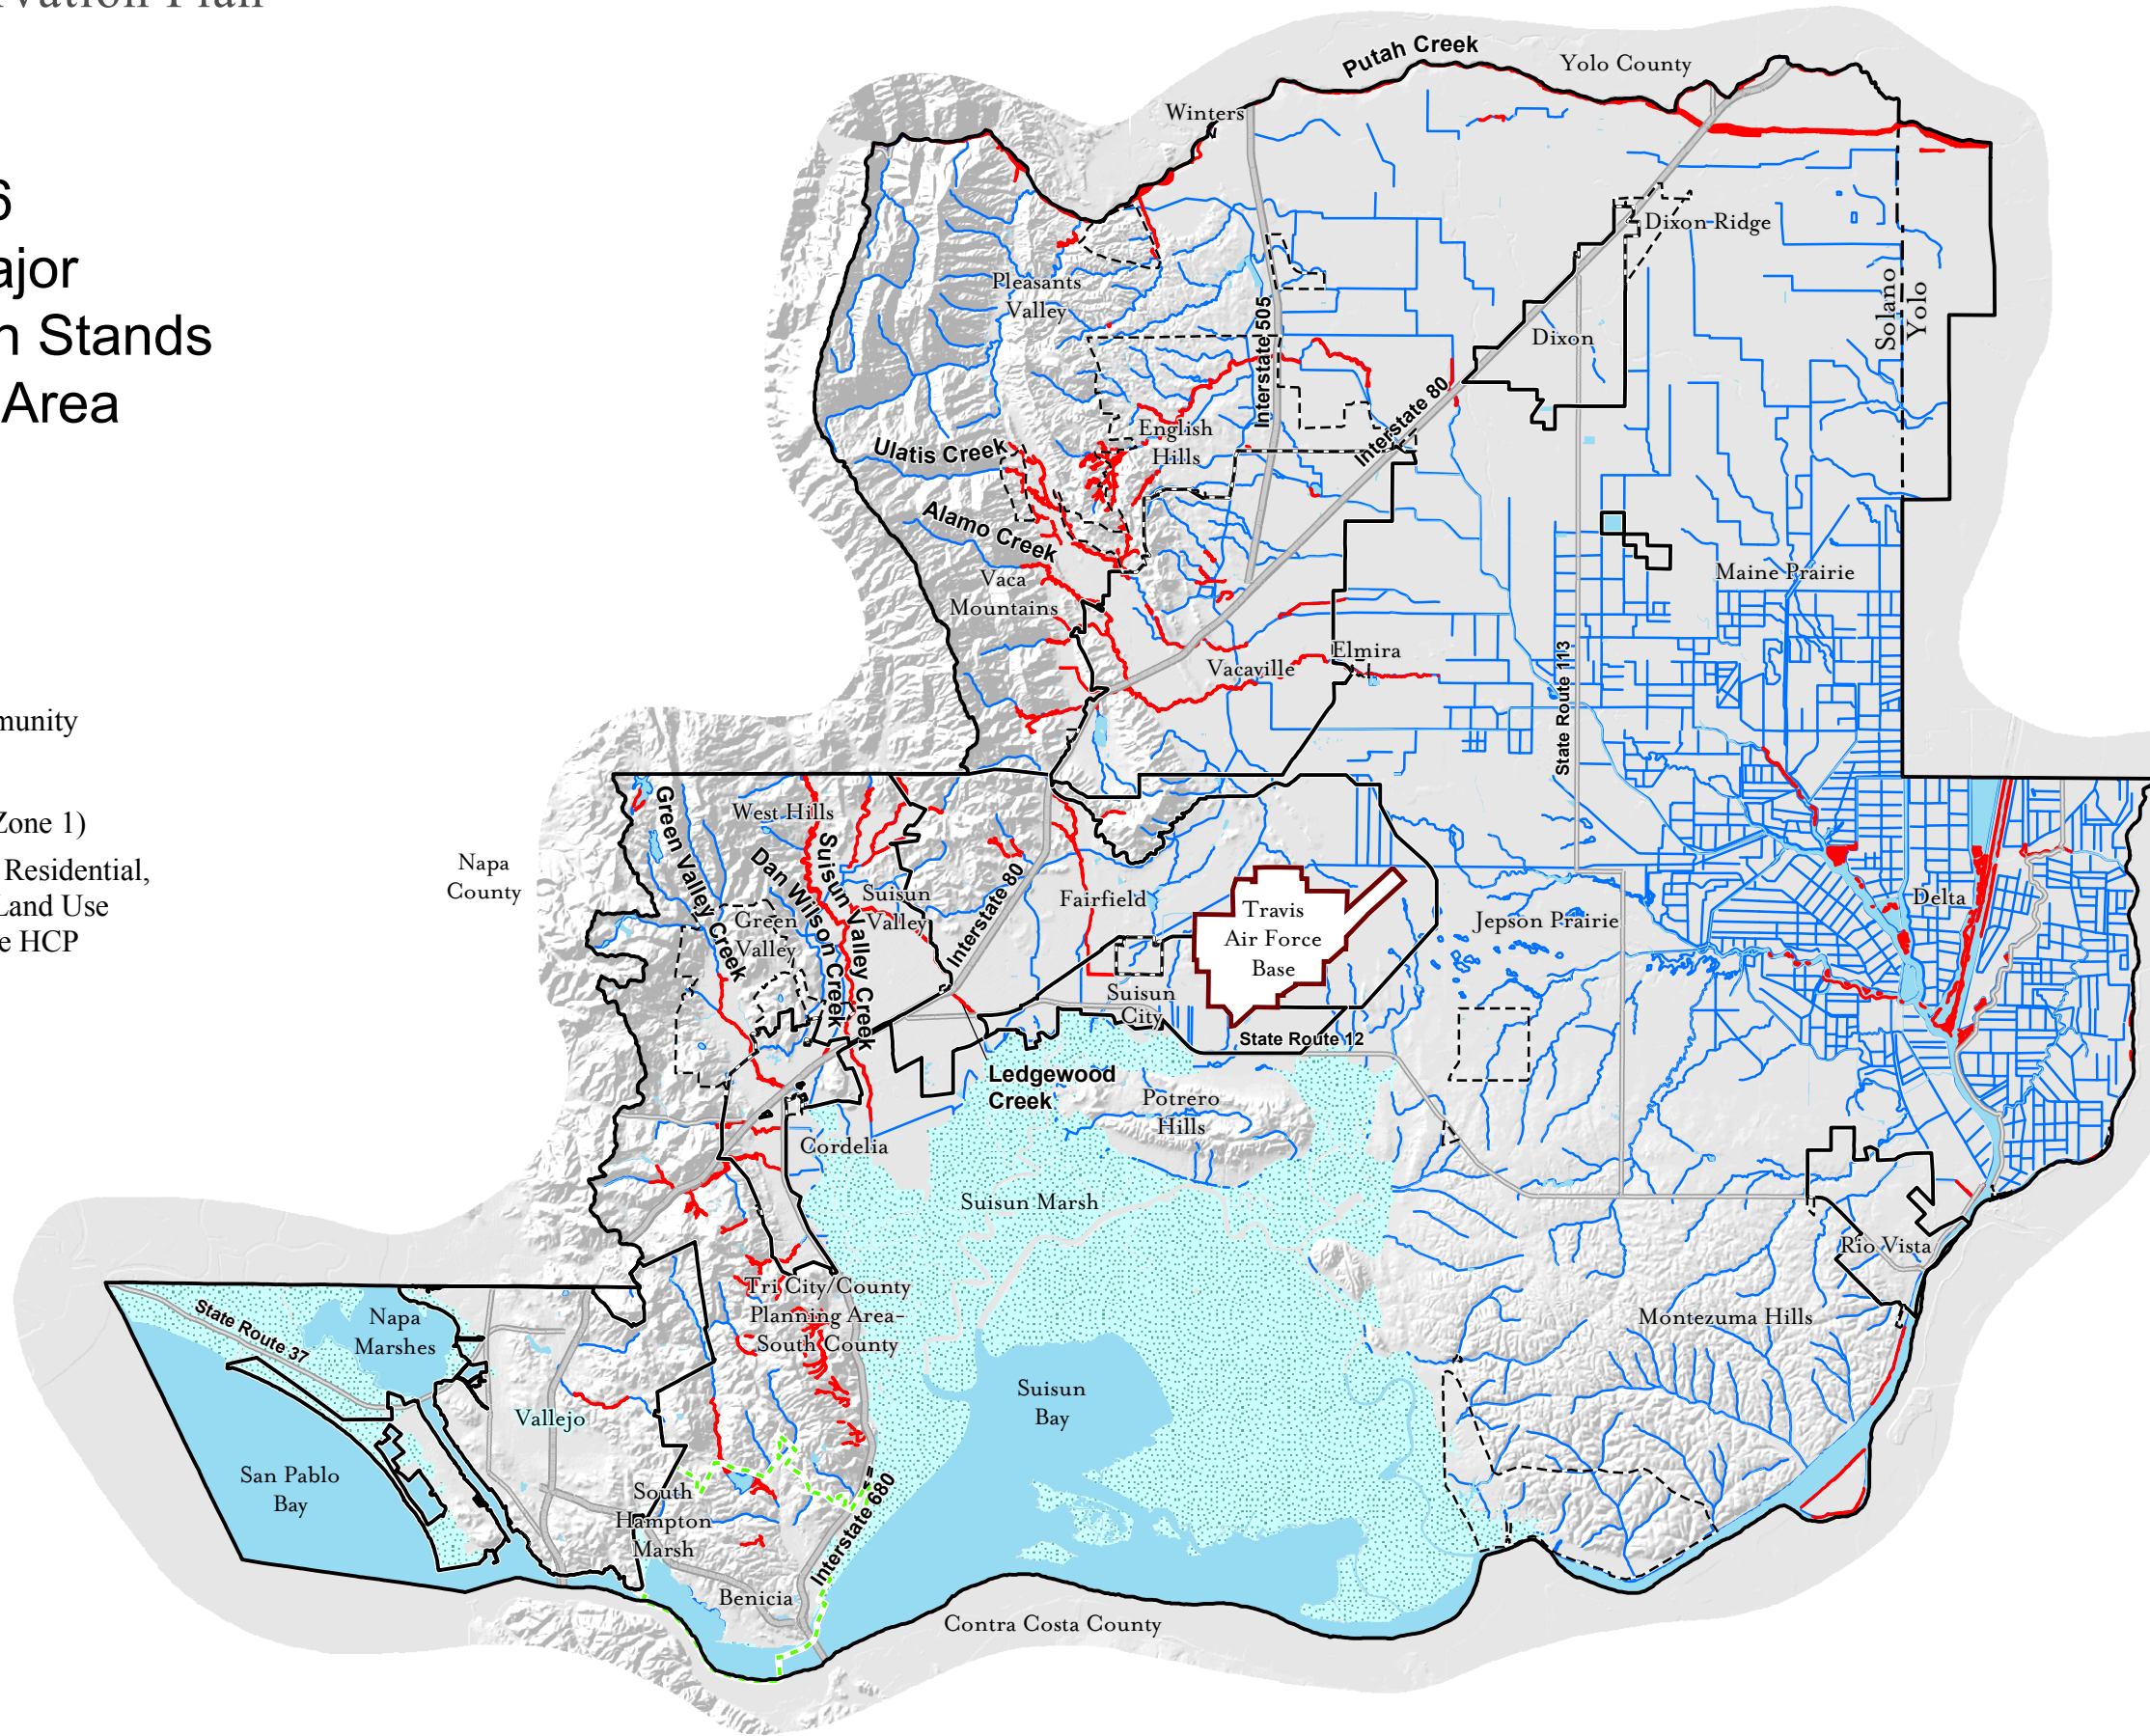 Plan
6
Stands
Area
Zone 1)
Residential,
Land Use
HCP
Putah Creek
Yolo County
Winters
Dixon Ridge
Pleasants
Valley
Solano
Yolo
Interstate 505
Dixon
Interstate 80
English
Hills
Ulatis Creek
Alamo Creek
Vaca
Mountains
Maine Prairie
Elmira
Vacaville
State Route 113
West Hills
Green Valley Creek
Suisun Valley Creek
Dan Wilson Creek
Napa
County
Suisun
Valley
Green
Valley
Interstate 80
Fairfield
Travis
Air Force
Base
Jepson Prairie
Delta
Suisun
City
State Route 12
Ledgewood
Creek
Potrero
Hills
Cordelia
Suisun Marsh
Rio Vista
Tri City/County
Planning Area-
South County
Napa
Marshes
State Route 37
Montezuma Hills
Suisun
Bay
Vallejo
San Pablo
Bay
South
Hampton
Marsh
Interstate 680
Benicia
Contra Costa County